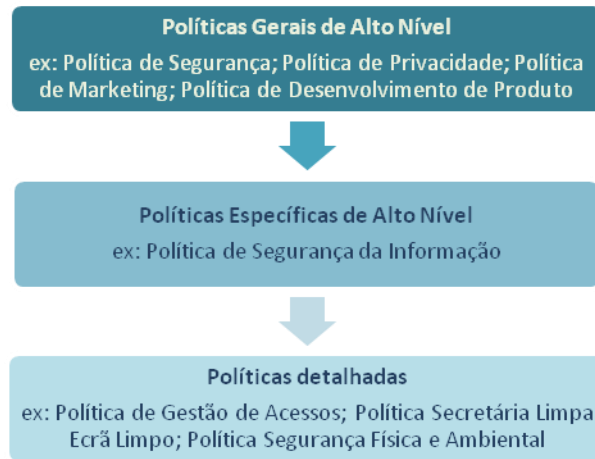 Políticas Gerais de Alto Nível
ex: Política de Segurança; Política de Privacidade; Política
de Marketing; Política de Desenvolvimento de Produto
Políticas Específicas de Alto Nível
ex: Política de Segurança da Informação
Políticas detalhadas
ex: Política de Gestão de Acessos; Política Secretária Limpa
Ecrã Limpo; Política Segurança Física e Ambiental